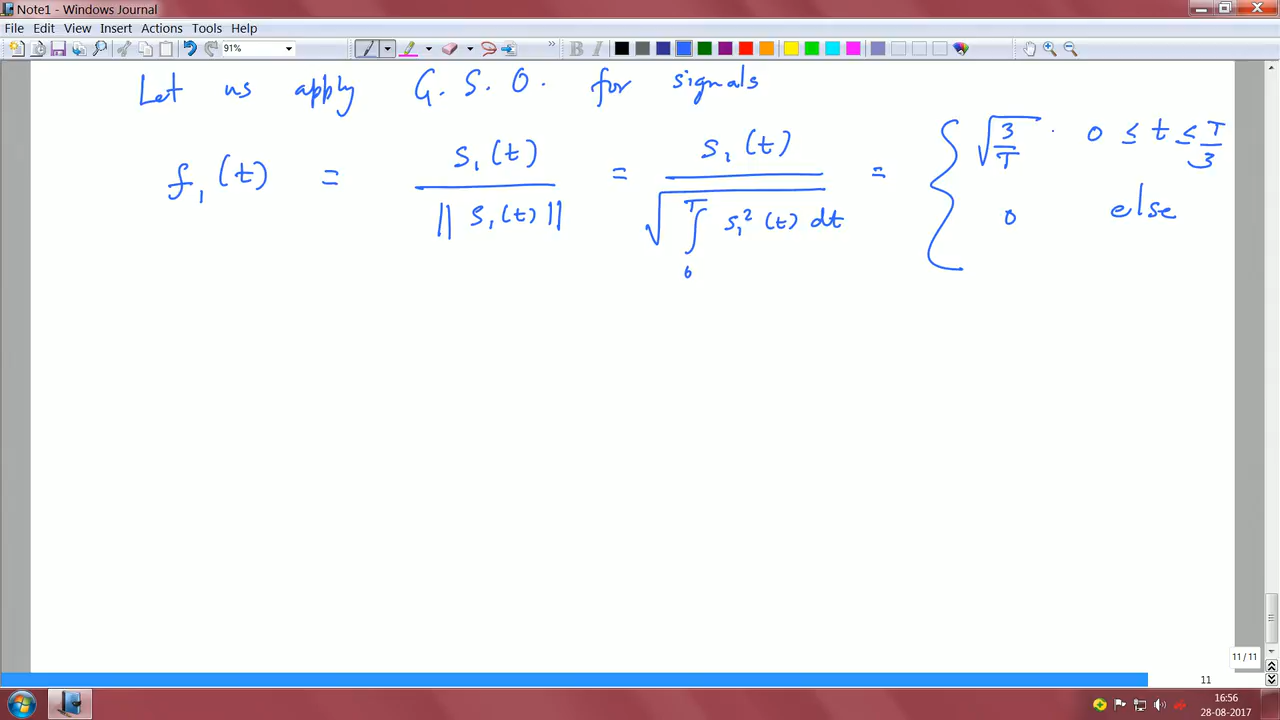 Note1 - Windows Journal
File Edit View Insert Actions Tools Help
91%
Let us apply G. S. O. for signals
f₁(t) = s₁(t) / || s₁(t) || = s₁(t) / √(∫₀ᵀ s₁²(t) dt) = { √(3/T) 0 ≤ t ≤ T/3
0 else
11 / 11
11
16:56
28-08-2017